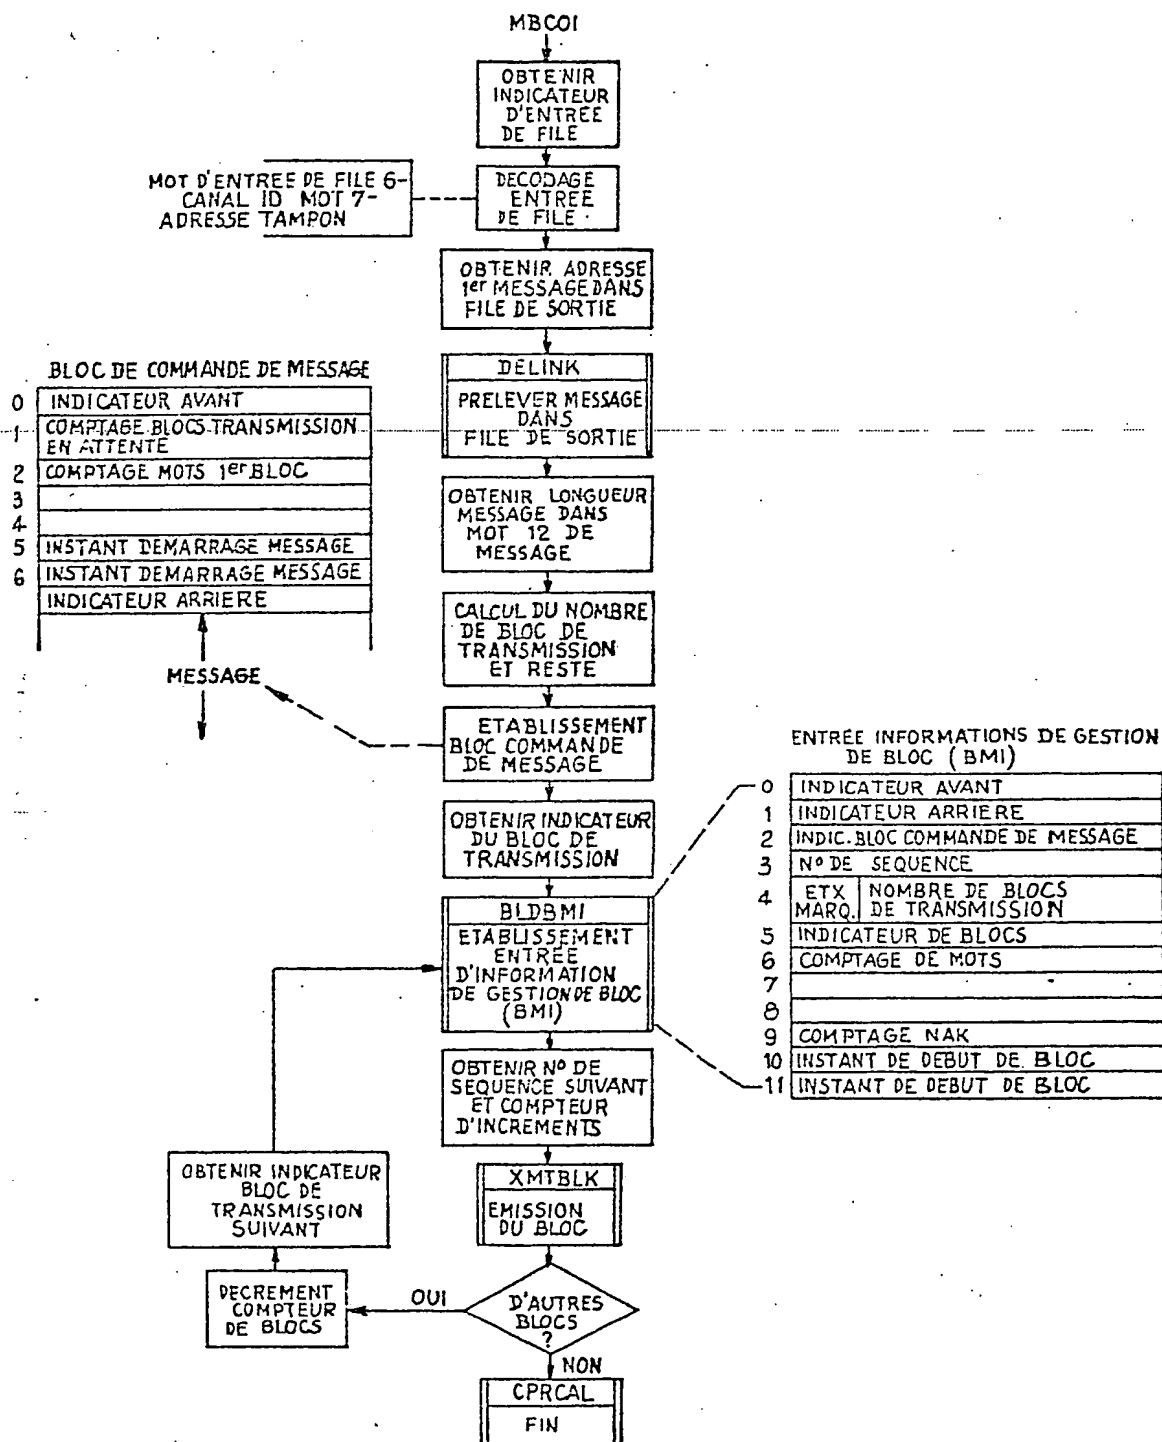 MBCOI
OBTENIR
INDICATEUR
D'ENTREE
DE FILE
MOT D'ENTREE DE FILE 6-
CANAL ID MOT 7-
ADRESSE TAMPON
DECODAGE
ENTREE
DE FILE
OBTENIR ADRESSE
1er MESSAGE DANS
FILE DE SORTIE
DELINK
PRELEVER MESSAGE
DANS
FILE DE SORTIE
BLOC DE COMMANDE DE MESSAGE
0 INDICATEUR AVANT
1 COMPTAGE BLOCS TRANSMISSION
EN ATTENTE
2 COMPTAGE MOTS 1er BLOC
3
4
5 INSTANT DEMARRAGE MESSAGE
6 INSTANT DEMARRAGE MESSAGE
INDICATEUR ARRIERE
MESSAGE
OBTENIR LONGUEUR
MESSAGE DANS
MOT 12 DE
MESSAGE
CALCUL DU NOMBRE
DE BLOC DE
TRANSMISSION
ET RESTE
ETABLISSEMENT
BLOC COMMANDE
DE MESSAGE
OBTENIR INDICATEUR
DU BLOC DE
TRANSMISSION
BLDBMI
ETABLISSEMENT
ENTRÉE
D'INFORMATION
DE GESTION DE BLOC
(BMI)
ENTRÉE INFORMATIONS DE GESTION
DE BLOC (BMI)
0 INDICATEUR AVANT
1 INDICATEUR ARRIERE
2 INDIC. BLOC COMMANDE DE MESSAGE
3 N° DE SEQUENCE
4 ETX NOMBRE DE BLOCS
MARQ. DE TRANSMISSION
5 INDICATEUR DE BLOCS
6 COMPTAGE DE MOTS
7
8
9 COMPTAGE NAK
10 INSTANT DE DEBUT DE BLOC
11 INSTANT DE DEBUT DE BLOC
OBTENIR N° DE
SEQUENCE SUIVANT
ET COMPTEUR
D'INCREMENTS
XMTBLK
EMISSION
DU BLOC
OBTENIR INDICATEUR
BLOC DE
TRANSMISSION
SUIVANT
DECREMENT
COMPTEUR
DE BLOCS
OUI
D'AUTRES
BLOCS
?
NON
CPRCAL
FIN